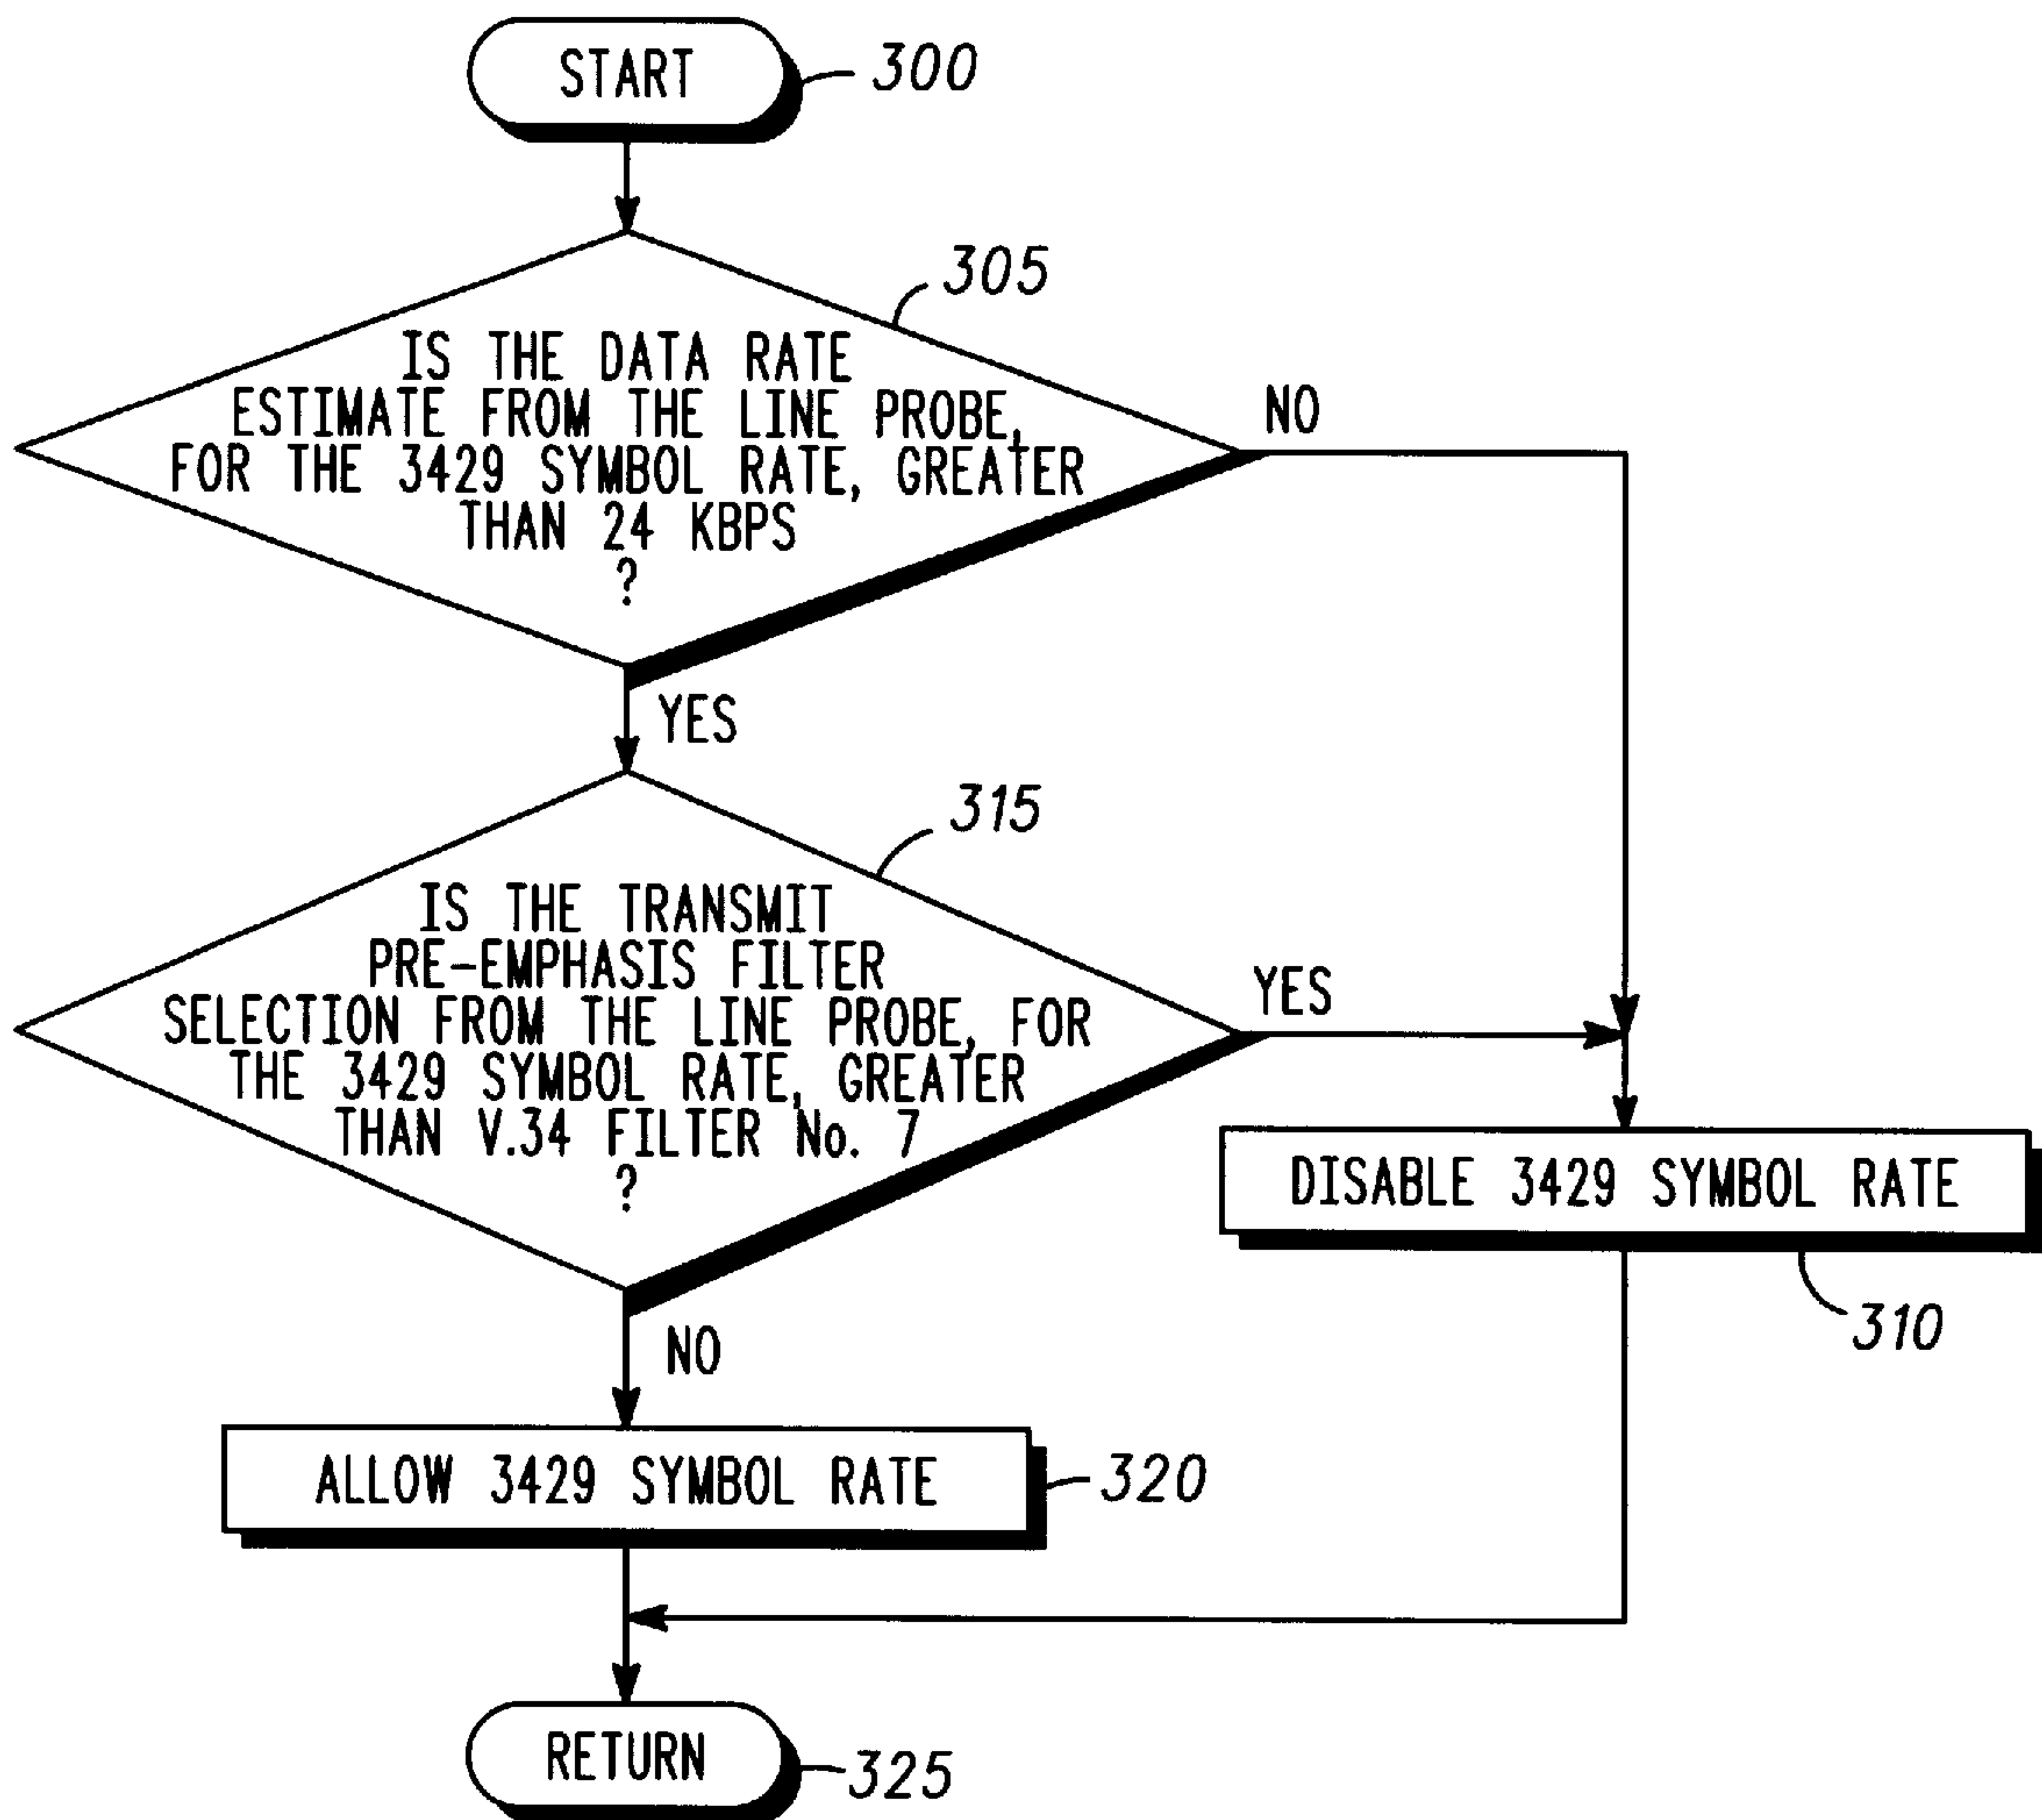 START
300
305
IS THE DATA RATE
ESTIMATE FROM THE LINE PROBE,
FOR THE 3429 SYMBOL RATE, GREATER
THAN 24 KBPS
?
NO
YES
315
IS THE TRANSMIT
PRE-EMPHASIS FILTER
SELECTION FROM THE LINE PROBE, FOR
THE 3429 SYMBOL RATE, GREATER
THAN V.34 FILTER No. 7
?
YES
DISABLE 3429 SYMBOL RATE
310
NO
ALLOW 3429 SYMBOL RATE
320
RETURN
325